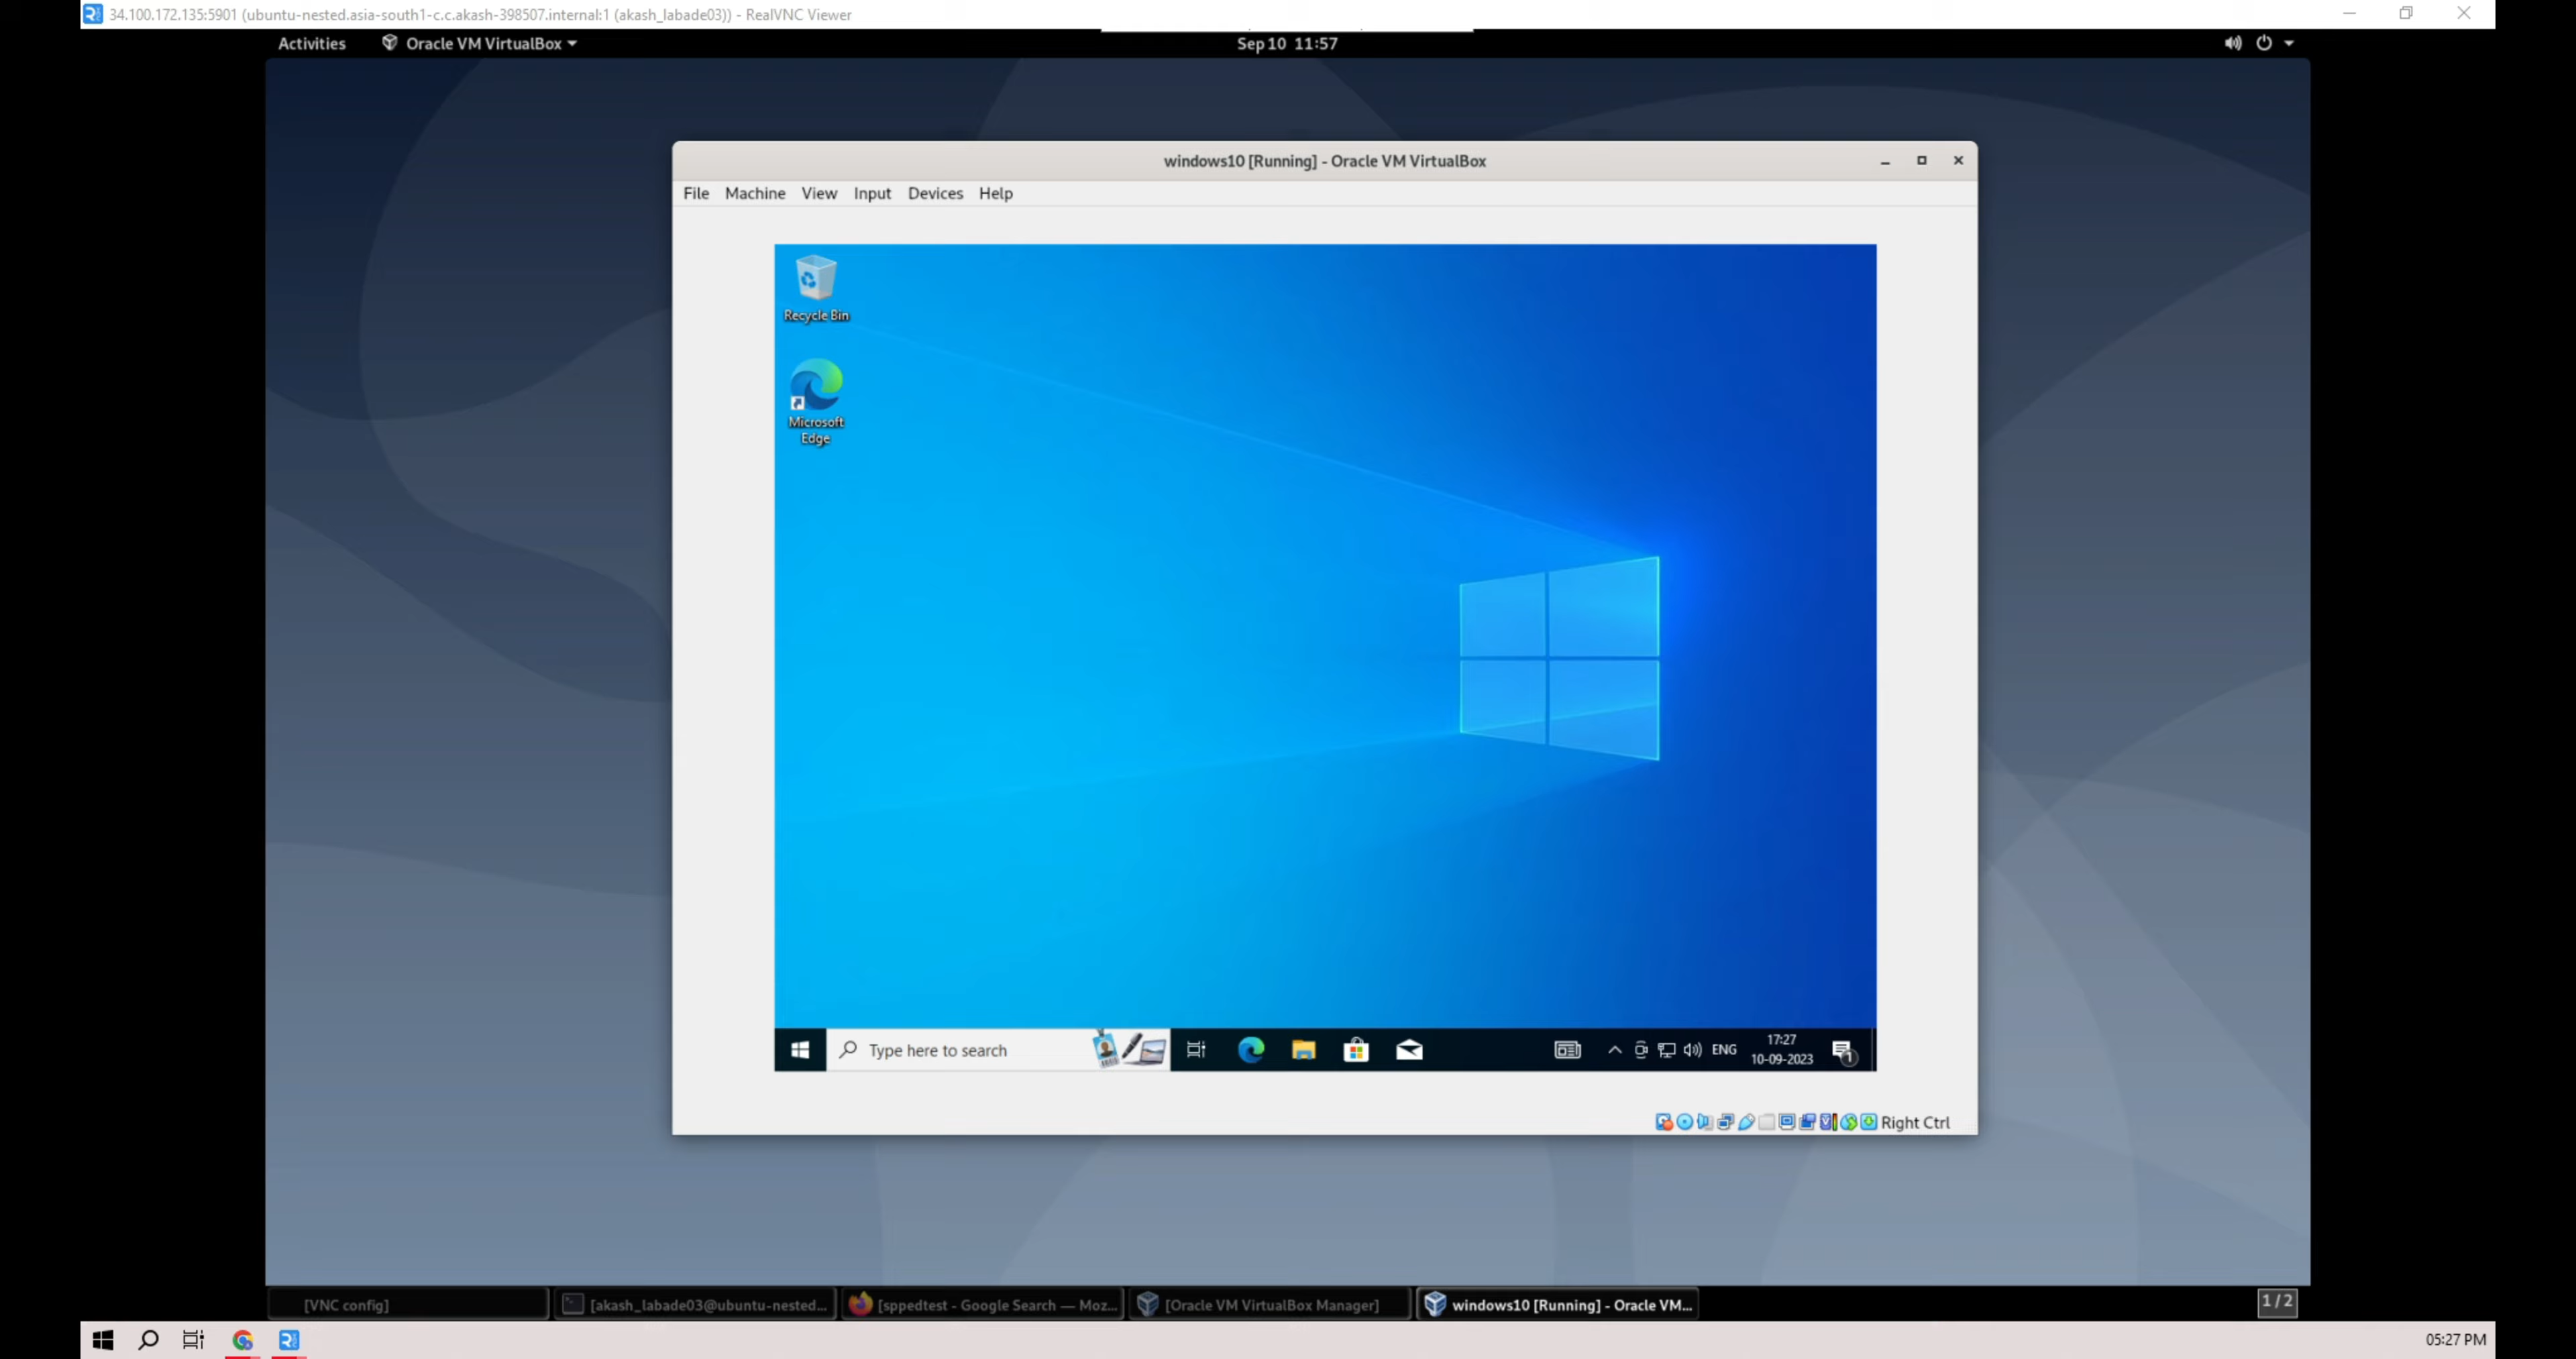 34.100.172.135:5901 (ubuntu-nested.asia-south1-c.c.akash-398507.internal:1 (akash_labade03)) - RealVNC Viewer
Activities Oracle VM VirtualBox Sep 10 11:57
windows10 [Running] - Oracle VM VirtualBox
File Machine View Input Devices Help
Recycle Bin
Microsoft
Edge
Type here to search ENG 17:27
10-09-2023 1
Right Ctrl
[VNC config] [akash_labade03@ubuntu-nested... [sppedtest - Google Search — Moz... [Oracle VM VirtualBox Manager] windows10 [Running] - Oracle VM... 1 / 2
05:27 PM